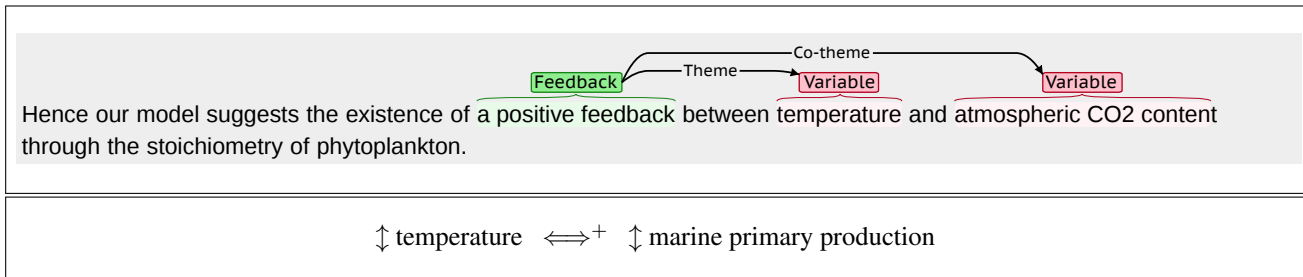 Co-theme
Theme
Feedback Variable Variable
Hence our model suggests the existence of a positive feedback between temperature and atmospheric CO2 content
through the stoichiometry of phytoplankton.
↕ temperature ⟺+ ↕ marine primary production